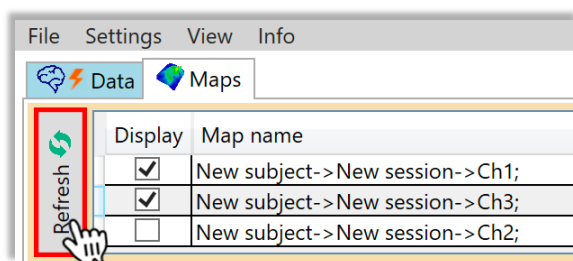 File Settings View Info
Data Maps
Refresh
Display Map name
New subject->New session->Ch1;
New subject->New session->Ch3;
New subject->New session->Ch2;